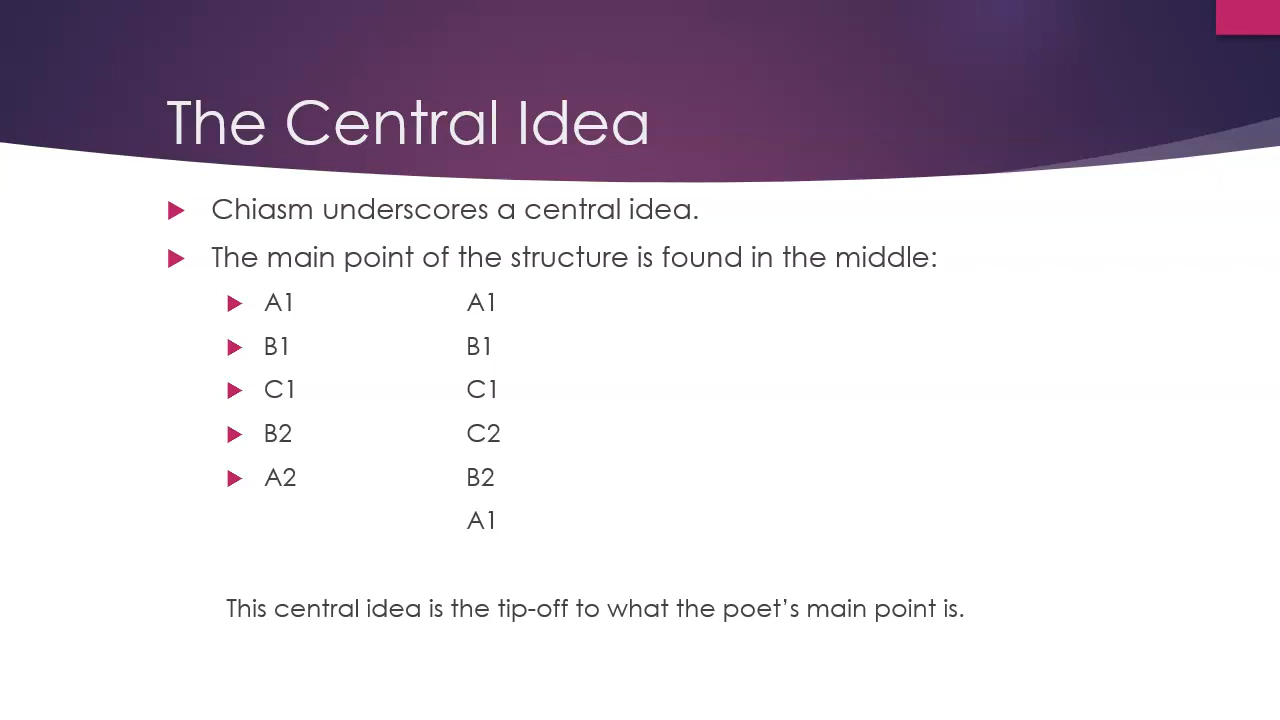 The Central Idea
Chiasm underscores a central idea.
The main point of the structure is found in the middle:
A1 A1
B1 B1
C1 C1
B2 C2
A2 B2
A1
This central idea is the tip-off to what the poet’s main point is.